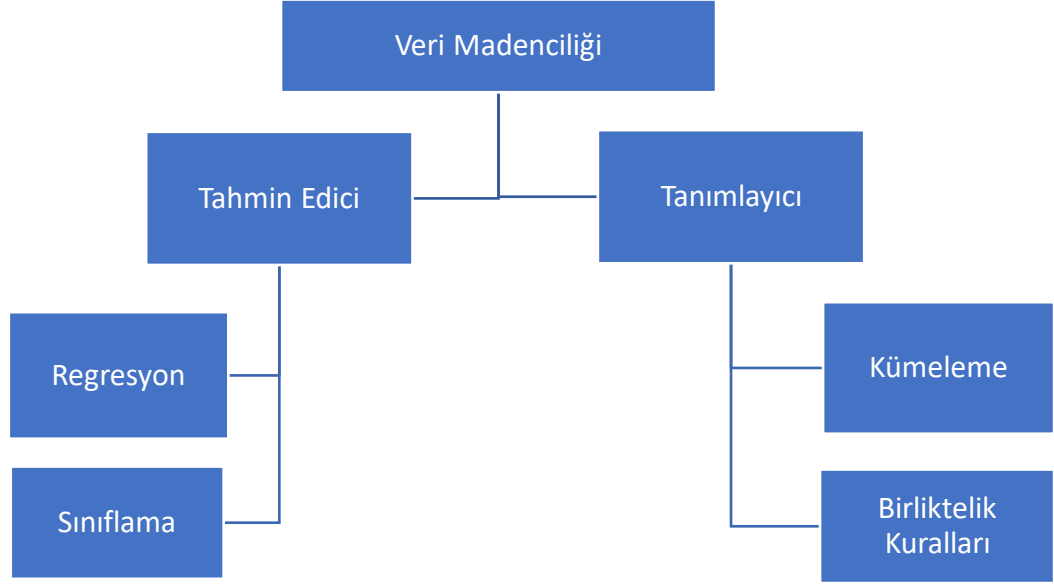 Veri Madenciliği
Tahmin Edici
Tanımlayıcı
Regresyon
Kümeleme
Sınıflama
Birliktelik
Kuralları